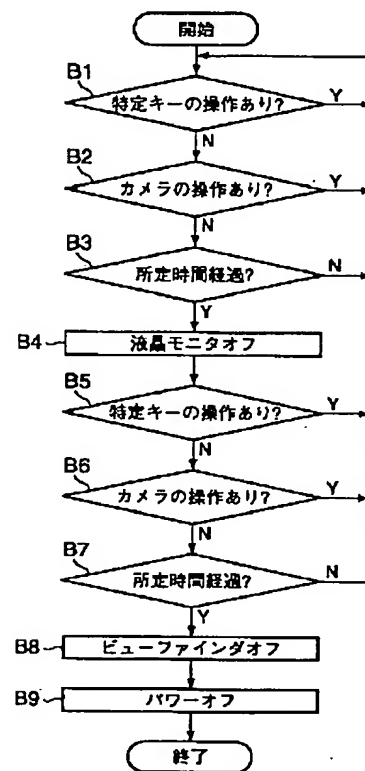 開始
B1
特定キーの操作あり?
Y
N
B2
カメラの操作あり?
Y
N
B3
所定時間経過?
N
Y
B4
液晶モニタオフ
B5
特定キーの操作あり?
Y
N
B6
カメラの操作あり?
Y
N
B7
所定時間経過?
N
Y
B8
ビューファインダオフ
B9
パワーオフ
終了